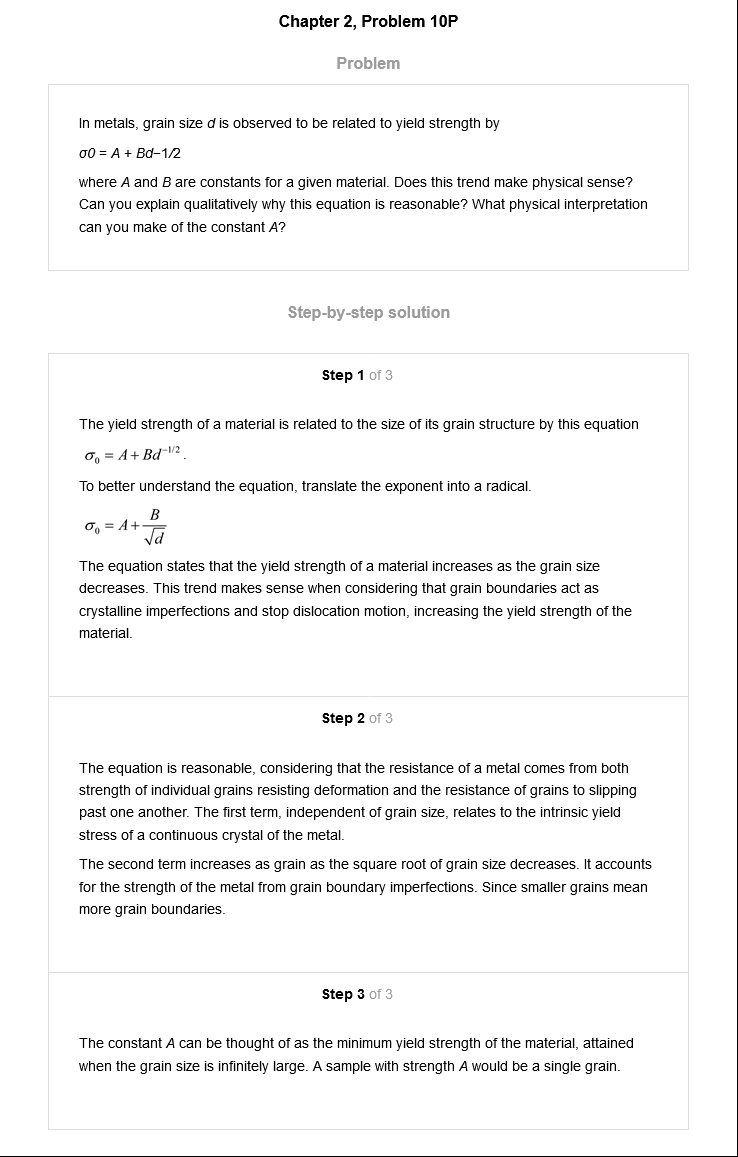 Chapter 2, Problem 10P
Problem
In metals, grain size d is observed to be related to yield strength by
σ0 = A + Bd−1/2
where A and B are constants for a given material. Does this trend make physical sense?
Can you explain qualitatively why this equation is reasonable? What physical interpretation
can you make of the constant A?
Step-by-step solution
Step 1 of 3
The yield strength of a material is related to the size of its grain structure by this equation
σ₀ = A + Bd⁻¹/² .
To better understand the equation, translate the exponent into a radical.
σ₀ = A + B/√d
The equation states that the yield strength of a material increases as the grain size
decreases. This trend makes sense when considering that grain boundaries act as
crystalline imperfections and stop dislocation motion, increasing the yield strength of the
material.
Step 2 of 3
The equation is reasonable, considering that the resistance of a metal comes from both
strength of individual grains resisting deformation and the resistance of grains to slipping
past one another. The first term, independent of grain size, relates to the intrinsic yield
stress of a continuous crystal of the metal.
The second term increases as grain as the square root of grain size decreases. It accounts
for the strength of the metal from grain boundary imperfections. Since smaller grains mean
more grain boundaries.
Step 3 of 3
The constant A can be thought of as the minimum yield strength of the material, attained
when the grain size is infinitely large. A sample with strength A would be a single grain.